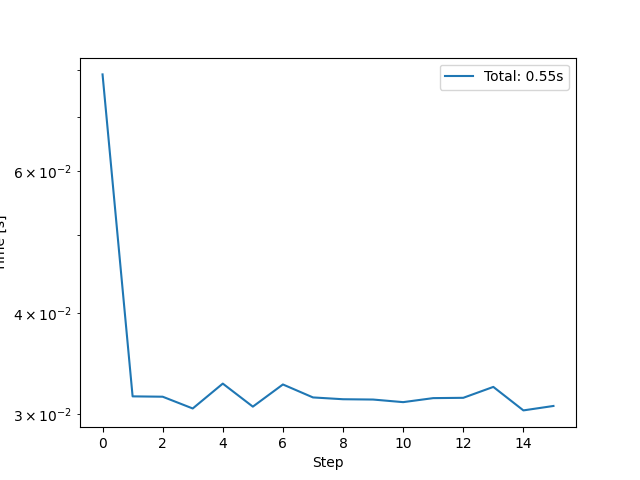 Total: 0.55s
6 × 10⁻²
Time [s]
4 × 10⁻²
3 × 10⁻²
0 2 4 6 8 10 12 14
Step